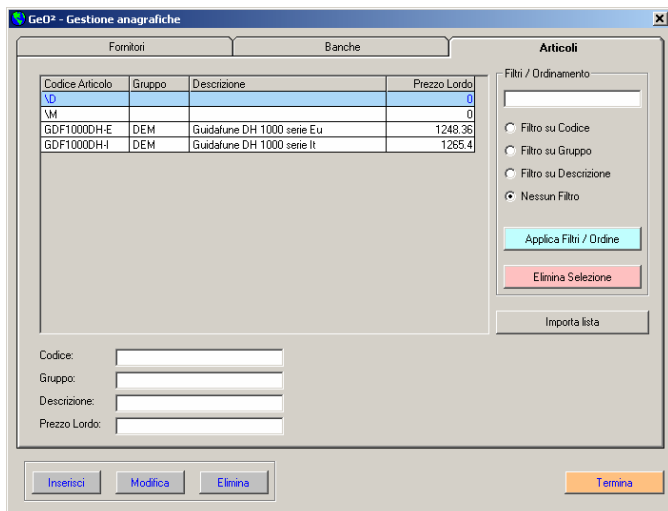 GeO² - Gestione anagrafiche
Fornitori Banche Articoli
Codice Articolo Gruppo Descrizione Prezzo Lordo
\D 0
\M 0
GDF1000DH-E DEM Guidafune DH 1000 serie Eu 1248.36
GDF1000DH-I DEM Guidafune DH 1000 serie It 1265.4
Filtri / Ordinamento
Filtro su Codice
Filtro su Gruppo
Filtro su Descrizione
Nessun Filtro
Applica Filtri / Ordine
Elimina Selezione
Importa lista
Codice:
Gruppo:
Descrizione:
Prezzo Lordo:
Inserisci Modifica Elimina Termina